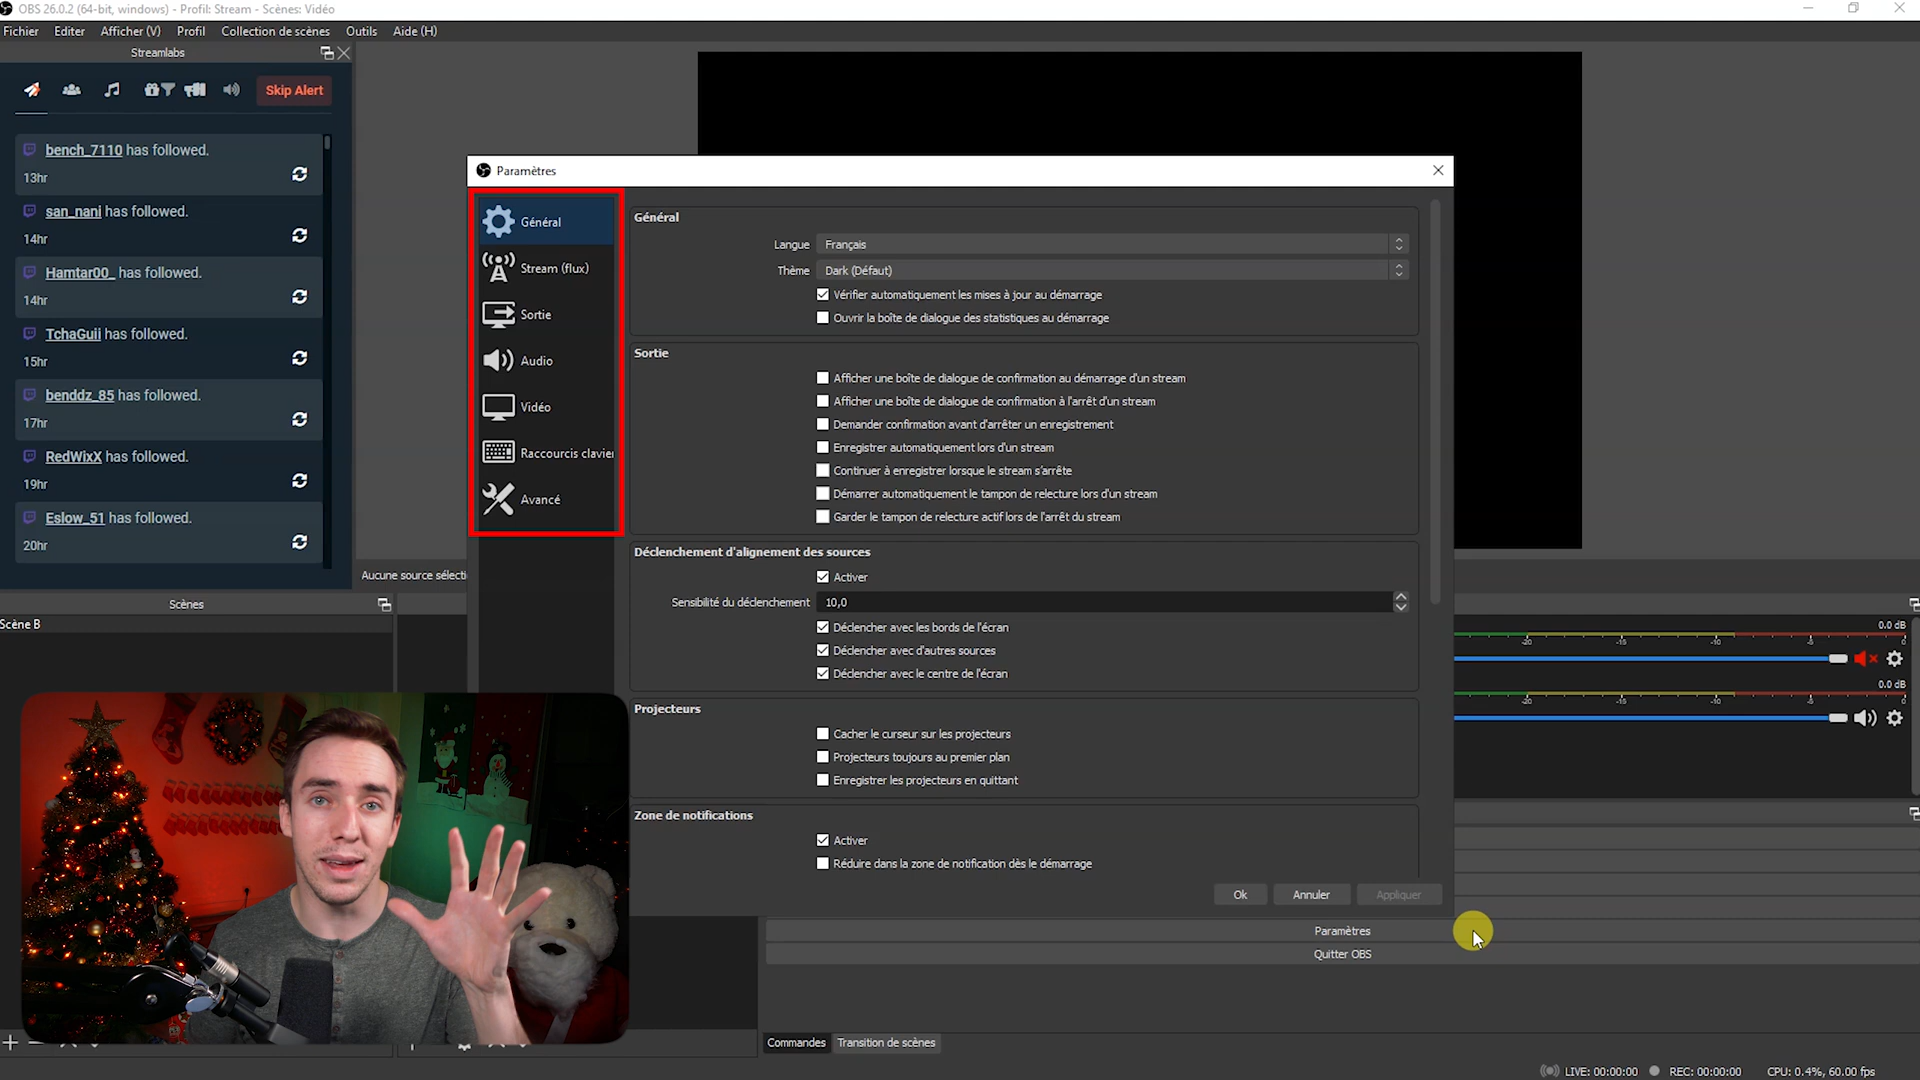 OBS 26.0.2 (64-bit, windows) - Profil: Stream - Scènes: Vidéo
Fichier Editer Afficher (V) Profil Collection de scènes Outils Aide (H)
Streamlabs
Skip Alert
bench_7110 has followed.
13hr
san_nani has followed.
14hr
Hamtar00_ has followed.
14hr
TchaGuii has followed.
15hr
benddz_85 has followed.
17hr
RedWixX has followed.
19hr
Eslow_51 has followed.
20hr
Paramètres
Général
Stream (flux)
Sortie
Audio
Vidéo
Raccourcis clavier
Avancé
Général
Langue Français
Thème Dark (Défaut)
Vérifier automatiquement les mises à jour au démarrage
Ouvrir la boîte de dialogue des statistiques au démarrage
Sortie
Afficher une boîte de dialogue de confirmation au démarrage d'un stream
Afficher une boîte de dialogue de confirmation à l'arrêt d'un stream
Demander confirmation avant d'arrêter un enregistrement
Enregistrer automatiquement lors d'un stream
Continuer à enregistrer lorsque le stream s'arrête
Démarrer automatiquement le tampon de relecture lors d'un stream
Garder le tampon de relecture actif lors de l'arrêt du stream
Déclenchement d'alignement des sources
Activer
Sensibilité du déclenchement 10,0
Déclencher avec les bords de l'écran
Déclencher avec d'autres sources
Déclencher avec le centre de l'écran
Projecteurs
Cacher le curseur sur les projecteurs
Projecteurs toujours au premier plan
Enregistrer les projecteurs en quittant
Zone de notifications
Activer
Réduire dans la zone de notification dès le démarrage
Ok Annuler Appliquer
Aucune source sélecti
Scènes
Scène B
0.0 dB
-20 -15 -10 -5 0
0.0 dB
-20 -15 -10 -5 0
Paramètres
Quitter OBS
Commandes Transition de scènes
LIVE: 00:00:00 REC: 00:00:00 CPU: 0.4%, 60.00 fps